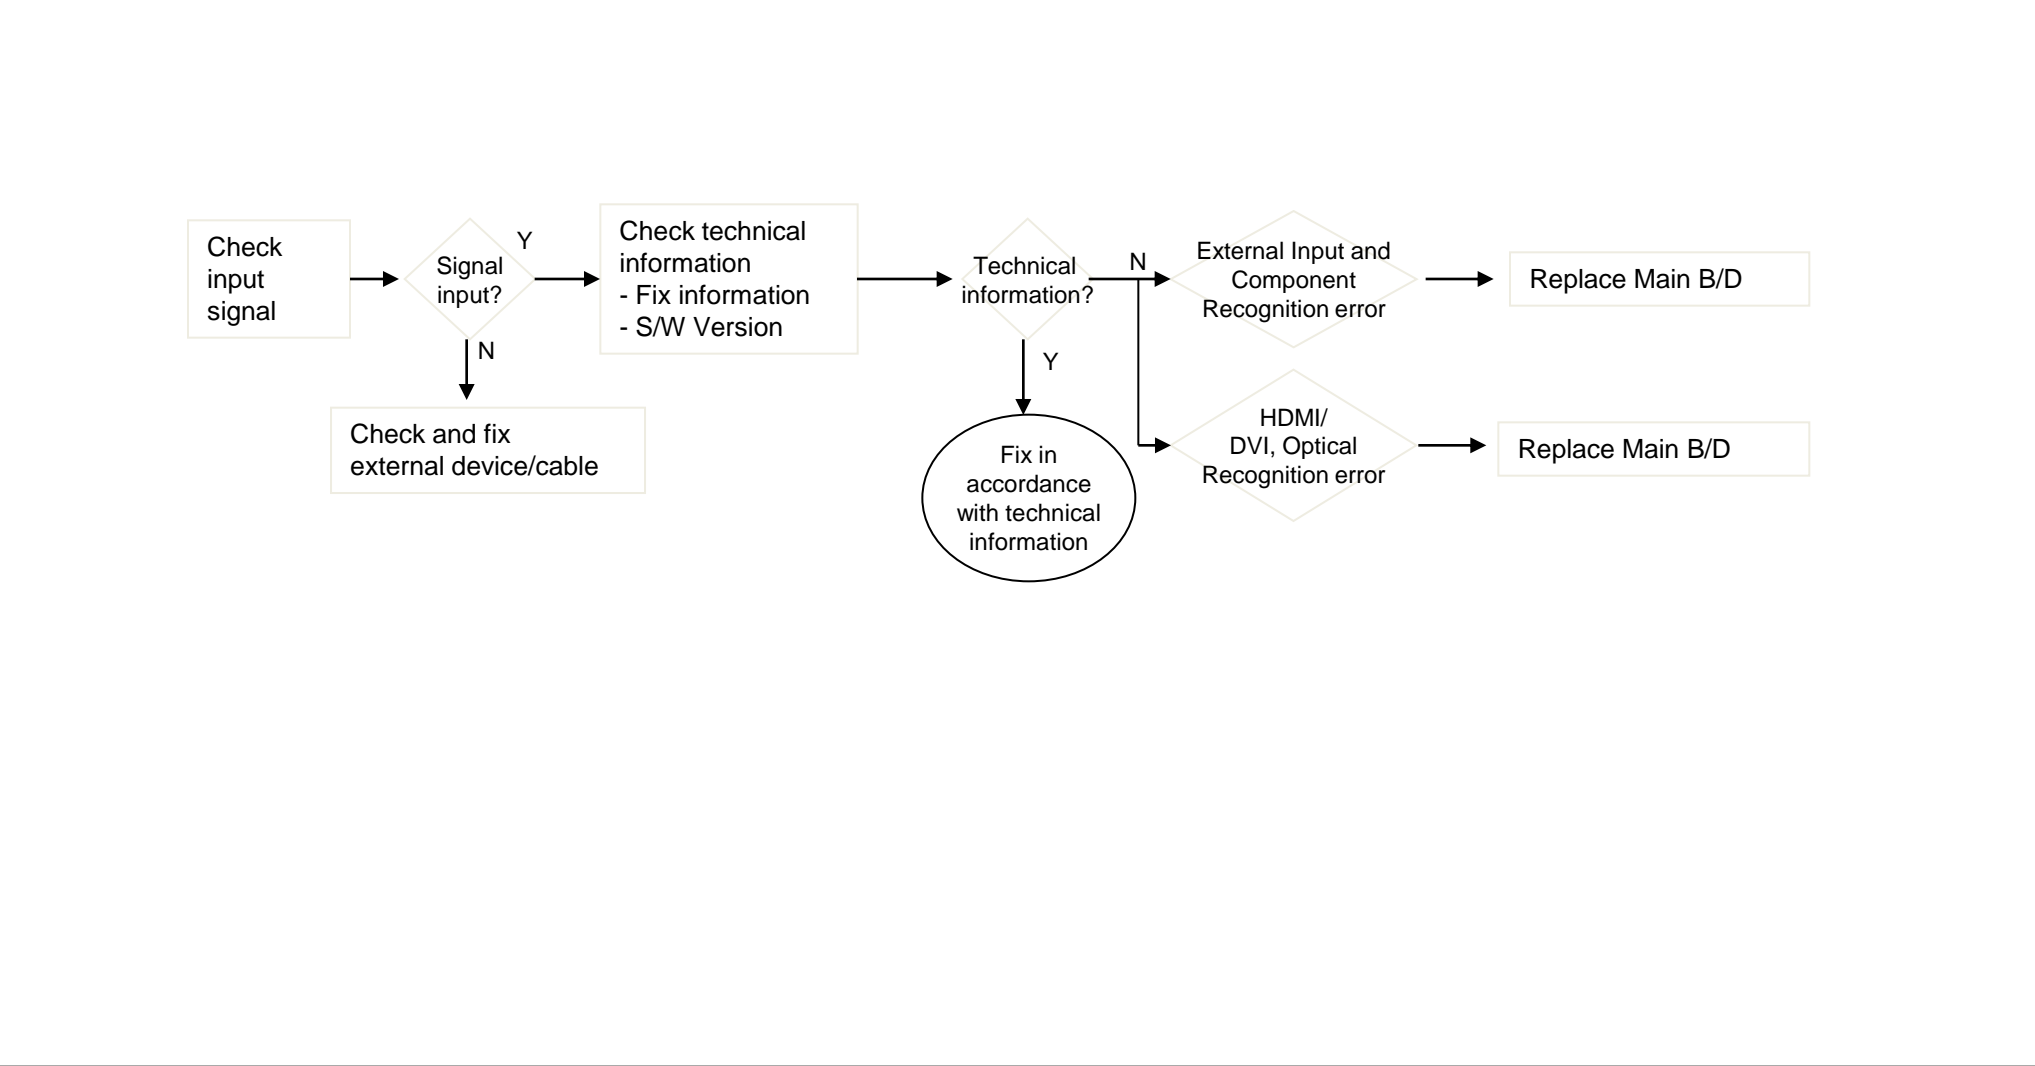 Check
input
signal
Signal
input?
Y
N
Check and fix
external device/cable
Check technical
information
- Fix information
- S/W Version
Technical
information?
N
Y
Fix in
accordance
with technical
information
External Input and
Component
Recognition error
Replace Main B/D
HDMI/
DVI, Optical
Recognition error
Replace Main B/D